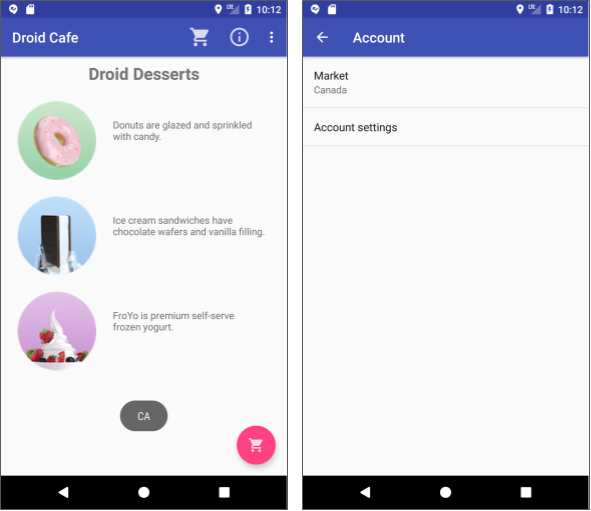 10:12
Droid Cafe
Droid Desserts
Donuts are glazed and sprinkled
with candy.
Ice cream sandwiches have
chocolate wafers and vanilla filling.
FroYo is premium self-serve
frozen yogurt.
CA
10:12
Account
Market
Canada
Account settings